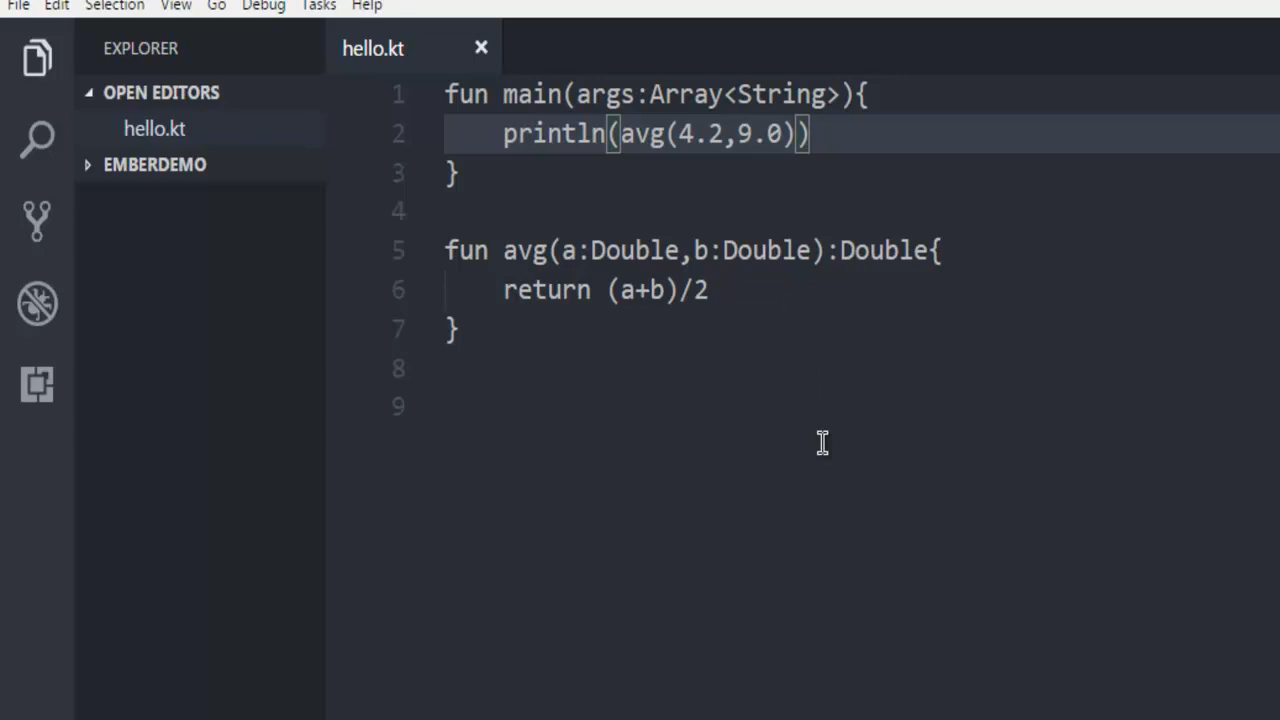 File Edit Selection View Go Debug Tasks Help
EXPLORER
hello.kt
OPEN EDITORS
hello.kt
EMBERDEMO
1 fun main(args:Array<String>){
2     println(avg(4.2,9.0))
3 }
4
5 fun avg(a:Double,b:Double):Double{
6     return (a+b)/2
7 }
8
9